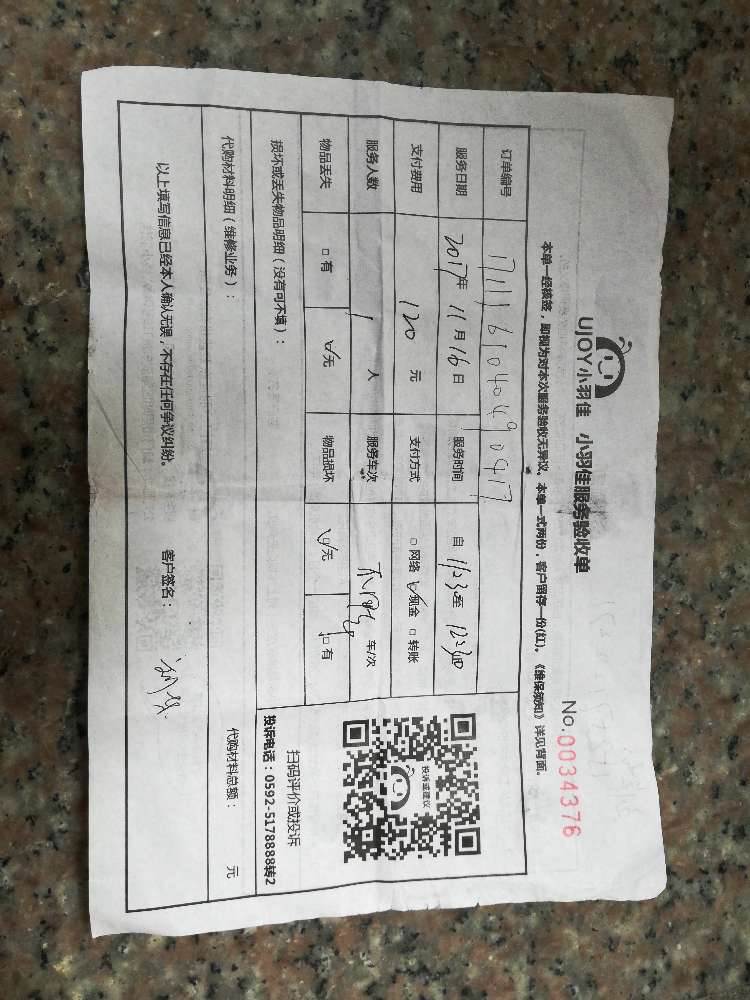 UJOY小羽佳 小羽佳服务验收单
No.0034376
本单一经核签，即视为对本次服务验收无异议。本单一式两份，客户留存一份(红)。《维保须知》详见背面。
订单编号 1711161040490417
服务日期 2017年 11月 16日 服务时间 自 1123至 1230
支付费用 120 元 支付方式 □网络 ☑现金 □转账
服务人数 1 人 服务车次 车/次
物品丢失 □有 ☑无 物品损坏 ☑无 □有
投诉或建议
扫码评价或投诉
投诉电话：0592-5178888转2
损坏或丢失物品明细（没有可不填）：
代购材料明细（维修业务）： 代购材料总额： 元
以上填写信息已经本人确认无误，不存在任何争议纠纷。 客户签名：